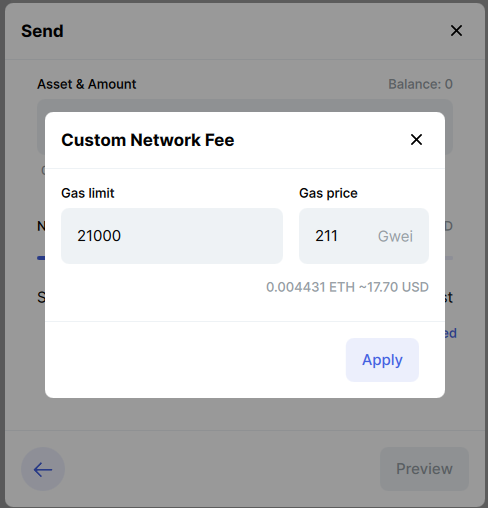 Send
Asset & Amount
Balance: 0
Custom Network Fee
Gas limit
Gas price
21000
211
Gwei
0.004431 ETH ~17.70 USD
Apply
Preview